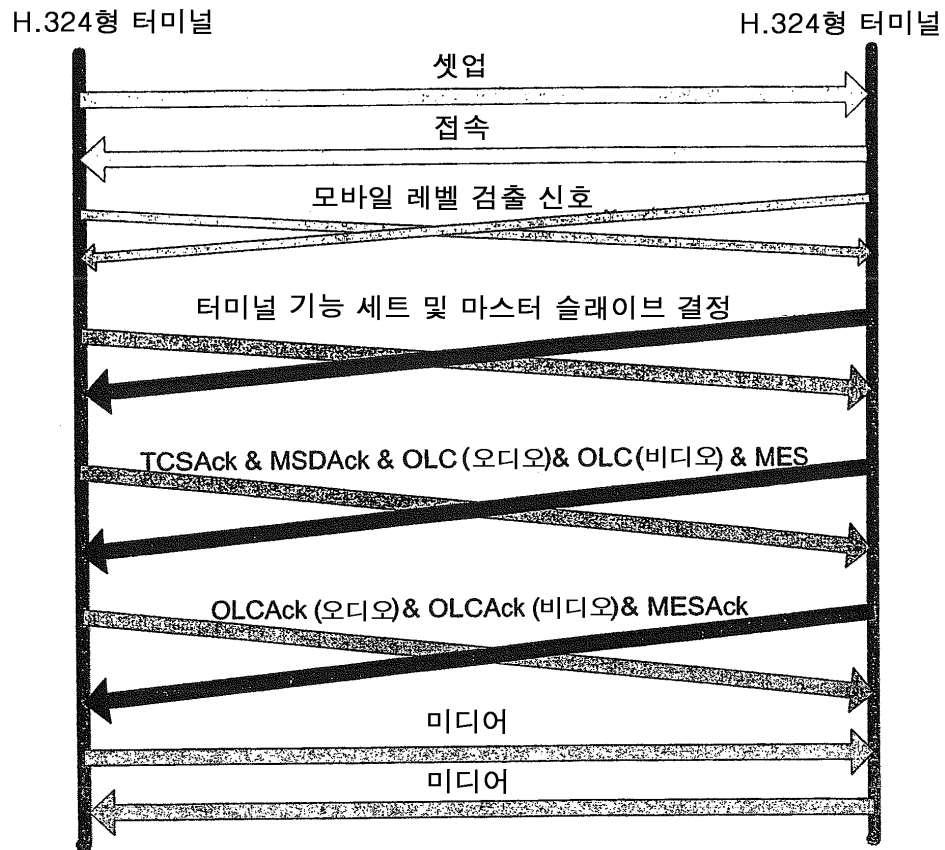 H.324형 터미널
H.324형 터미널
셋업
접속
모바일 레벨 검출 신호
터미널 기능 세트 및 마스터 슬래이브 결정
TCSAck & MSDAck & OLC (오디오)& OLC (비디오) & MES
OLCAck (오디오)& OLCAck (비디오)& MESAck
미디어
미디어